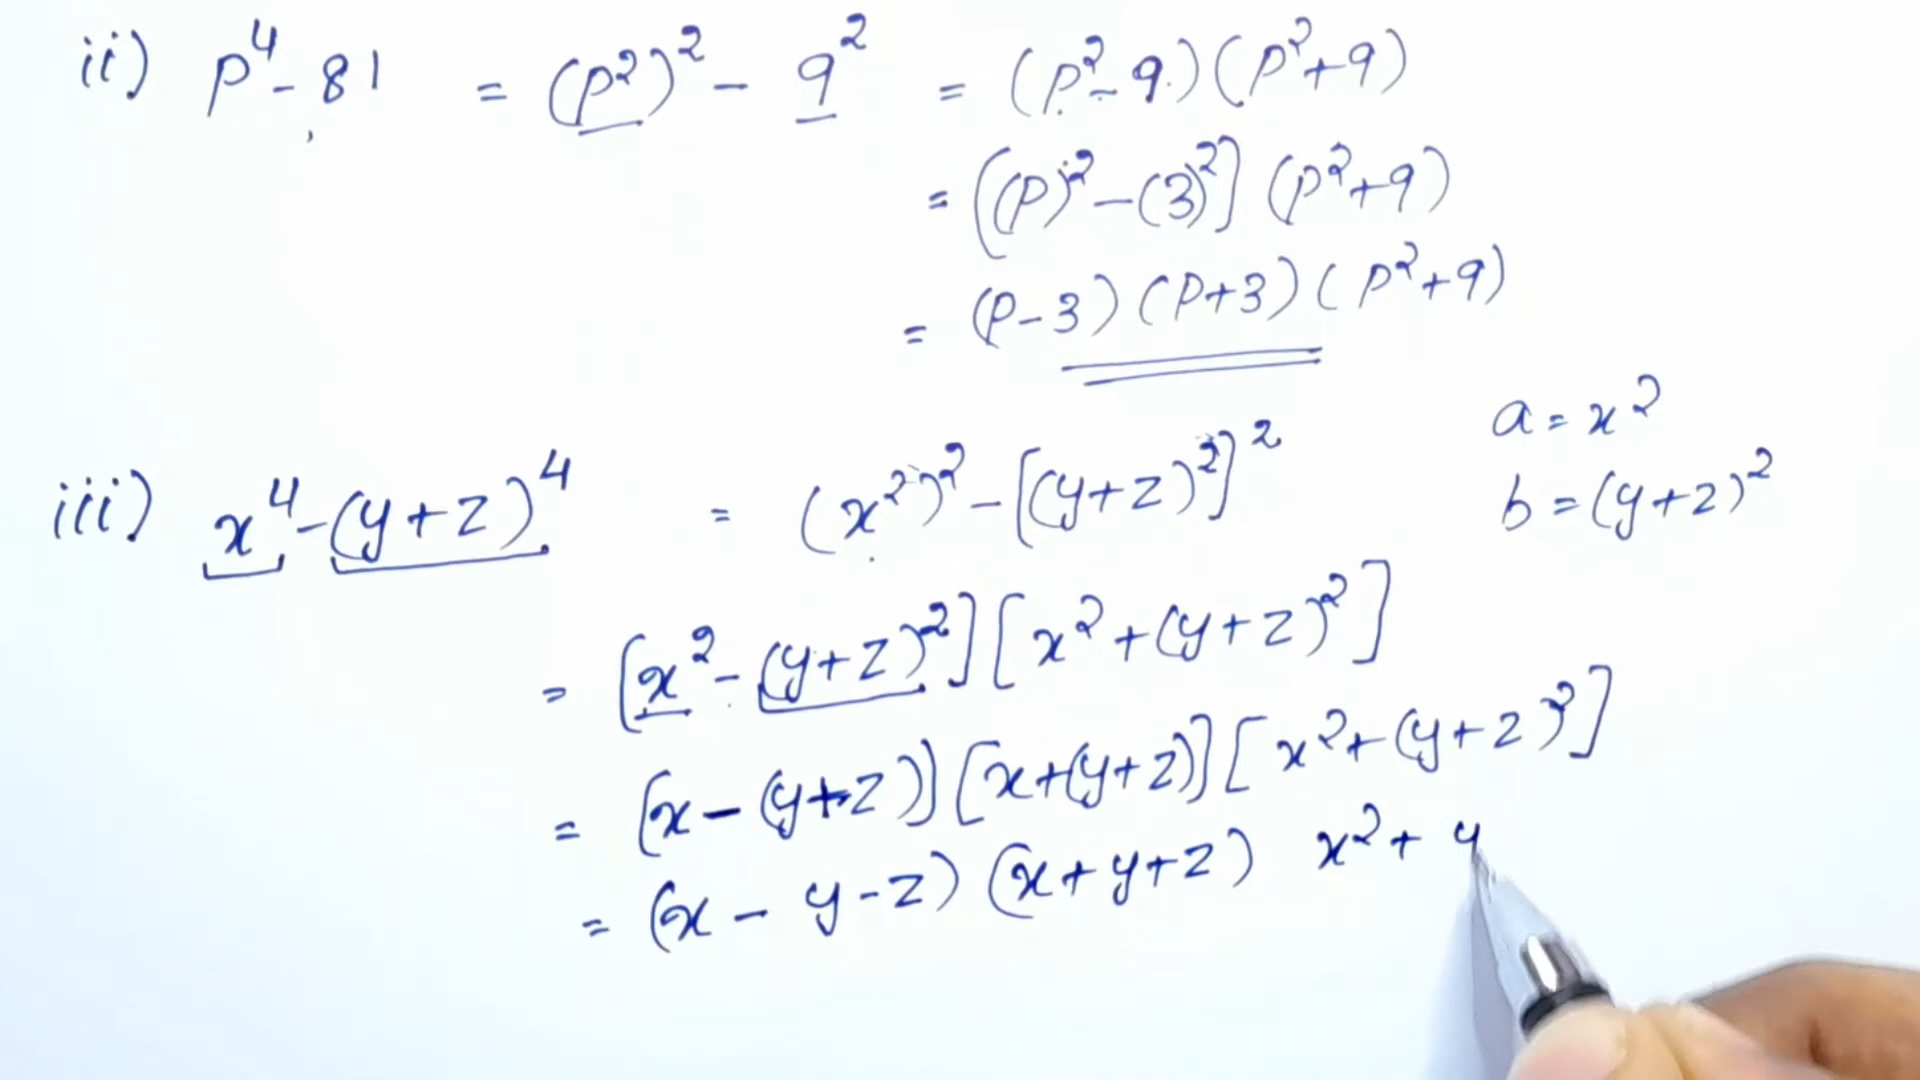 ii) p⁴ - 81 = (p²)² - 9² = (p² - 9)(p² + 9)
= [(p)² - (3)²] (p² + 9)
= (p - 3)(p + 3)(p² + 9)
a = x²
iii) x⁴ - (y + z)⁴ = (x²)² - [(y + z)²]²
b = (y + z)²
= [x² - (y + z)²][x² + (y + z)²]
= [x - (y + z)][x + (y + z)][x² + (y + z)²]
= (x - y - z)(x + y + z) x² + y